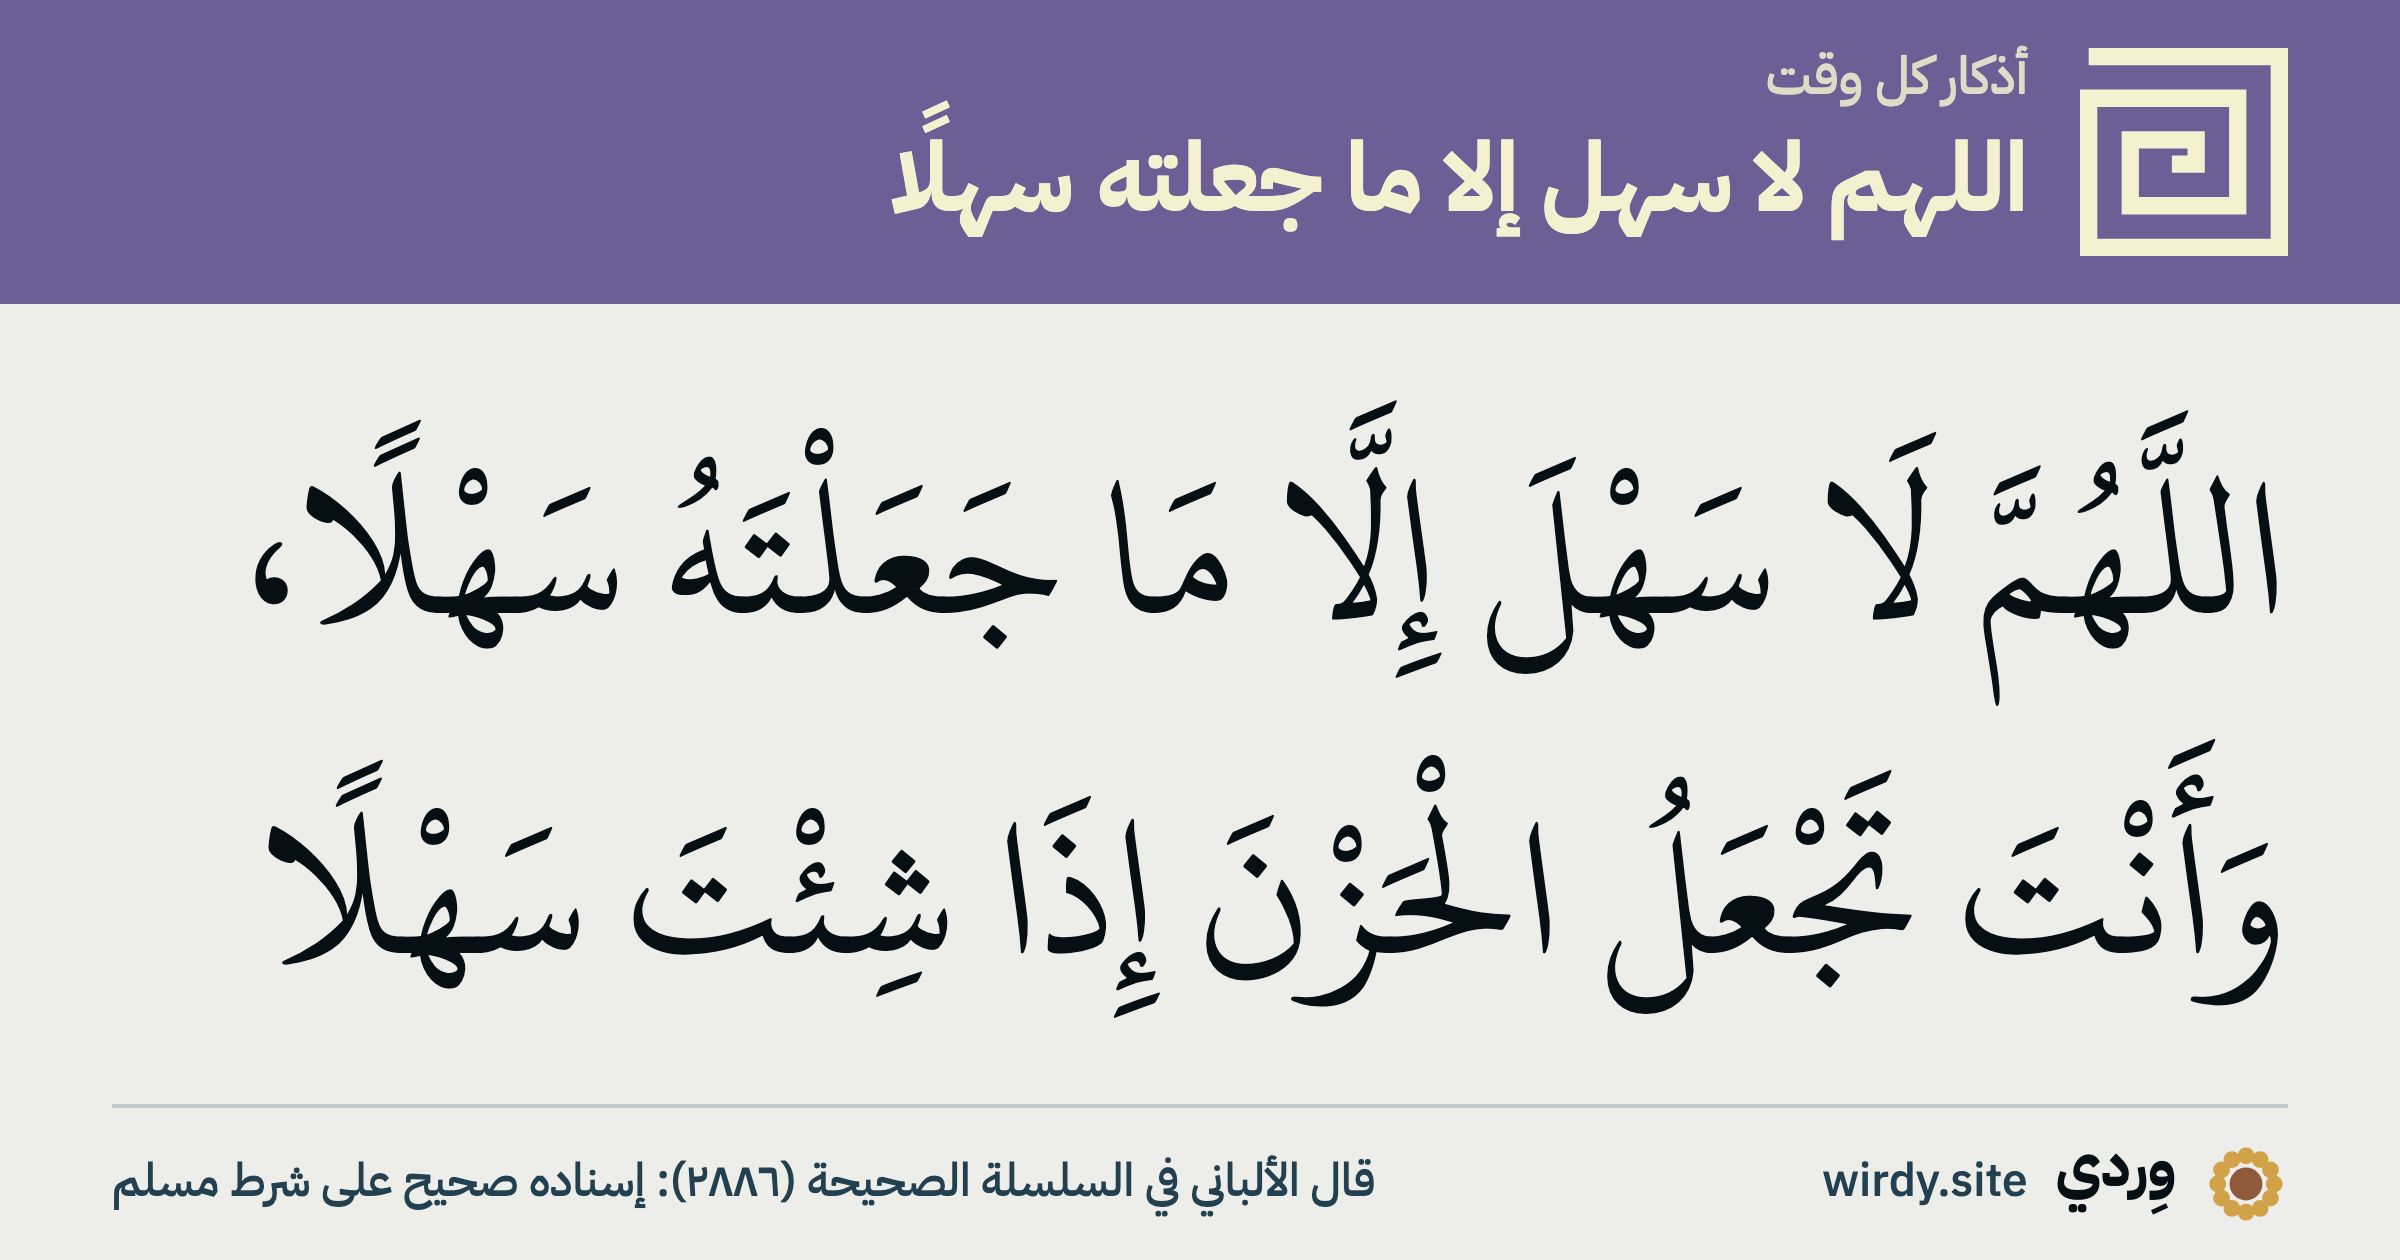 أذكار كل وقت
اللهم لا سهل إلا ما جعلته سهلًا
اللَّهُمَّ لَا سَهْلَ إِلَّا مَا جَعَلْتَهُ سَهْلًا،
وَأَنْتَ تَجْعَلُ الْحَزْنَ إِذَا شِئْتَ سَهْلًا
وِردي wirdy.site
قال الألباني في السلسلة الصحيحة (٢٨٨٦): إسناده صحيح على شرط مسلم